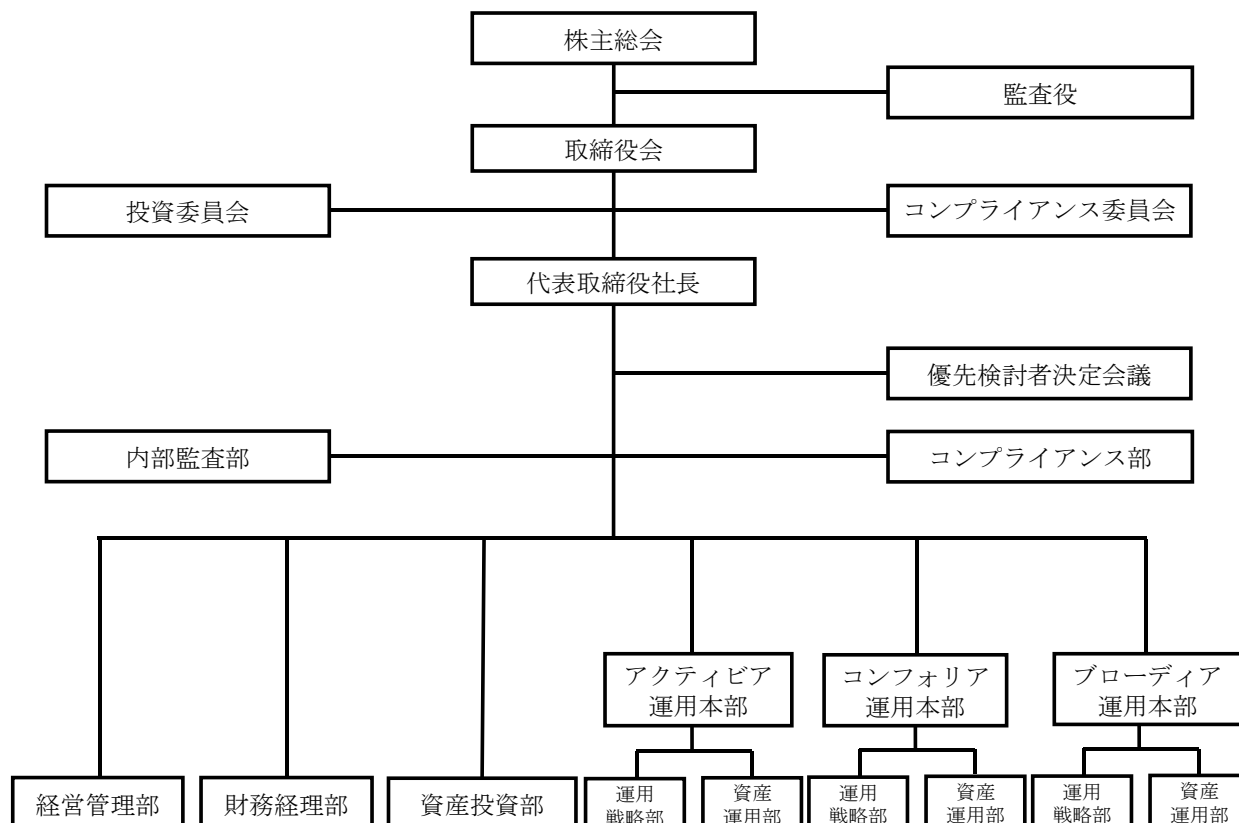 株主総会
監査役
取締役会
投資委員会
コンプライアンス委員会
代表取締役社長
優先検討者決定会議
内部監査部
コンプライアンス部
アクティビア
運用本部
コンフォリア
運用本部
ブローディア
運用本部
経営管理部
財務経理部
資産投資部
運用
戦略部
資産
運用部
運用
戦略部
資産
運用部
運用
戦略部
資産
運用部